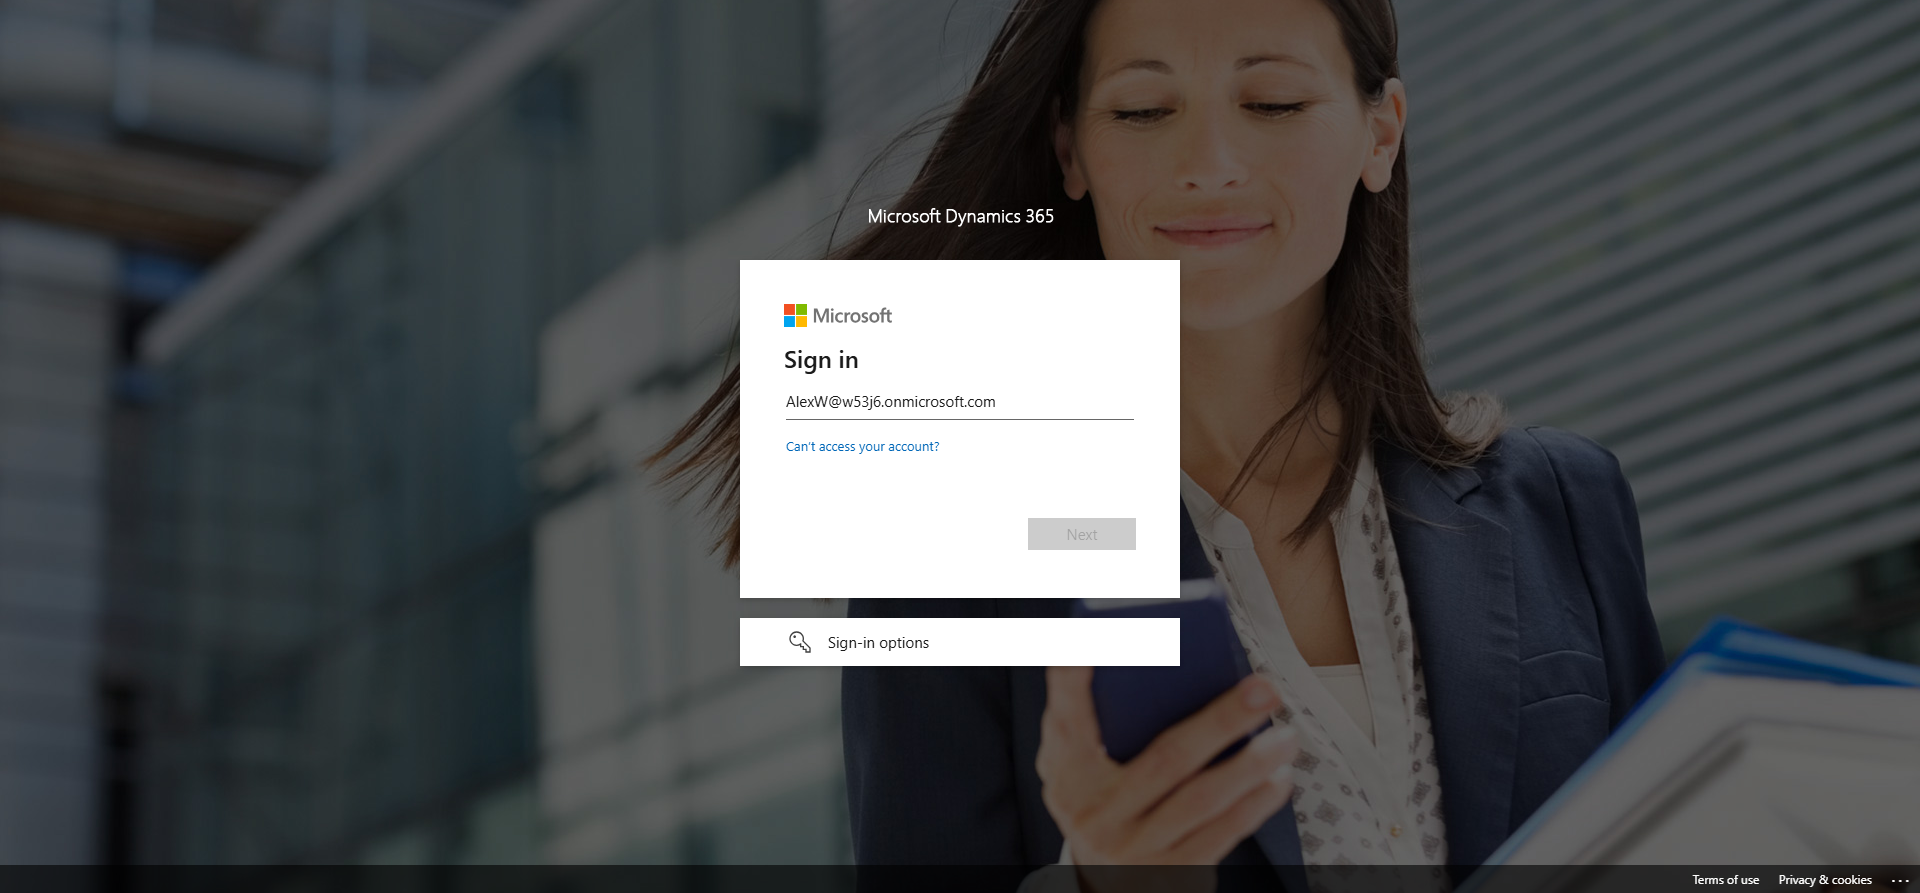 Microsoft Dynamics 365
Microsoft
Sign in
AlexW@w53j6.onmicrosoft.com
Can't access your account?
Next
Sign-in options
Terms of use
Privacy & cookies
...